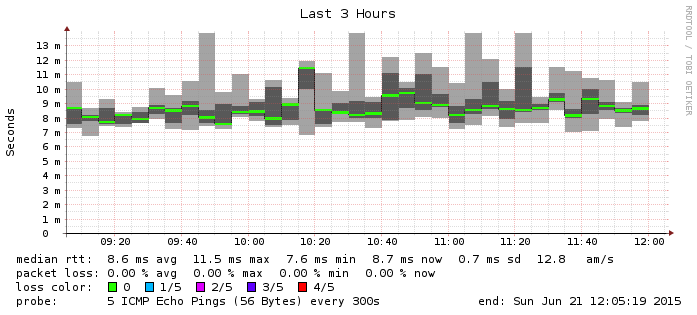 Last 3 Hours
RRDTOOL / TOBI OETIKER
Seconds
13 m
12 m
11 m
10 m
9 m
8 m
7 m
6 m
5 m
4 m
3 m
2 m
1 m
0
09:20 09:40 10:00 10:20 10:40 11:00 11:20 11:40 12:00
median rtt: 8.6 ms avg 11.5 ms max 7.6 ms min 8.7 ms now 0.7 ms sd 12.8 am/s
packet loss: 0.00 % avg 0.00 % max 0.00 % min 0.00 % now
loss color: 0 1/5 2/5 3/5 4/5
probe: 5 ICMP Echo Pings (56 Bytes) every 300s end: Sun Jun 21 12:05:19 2015